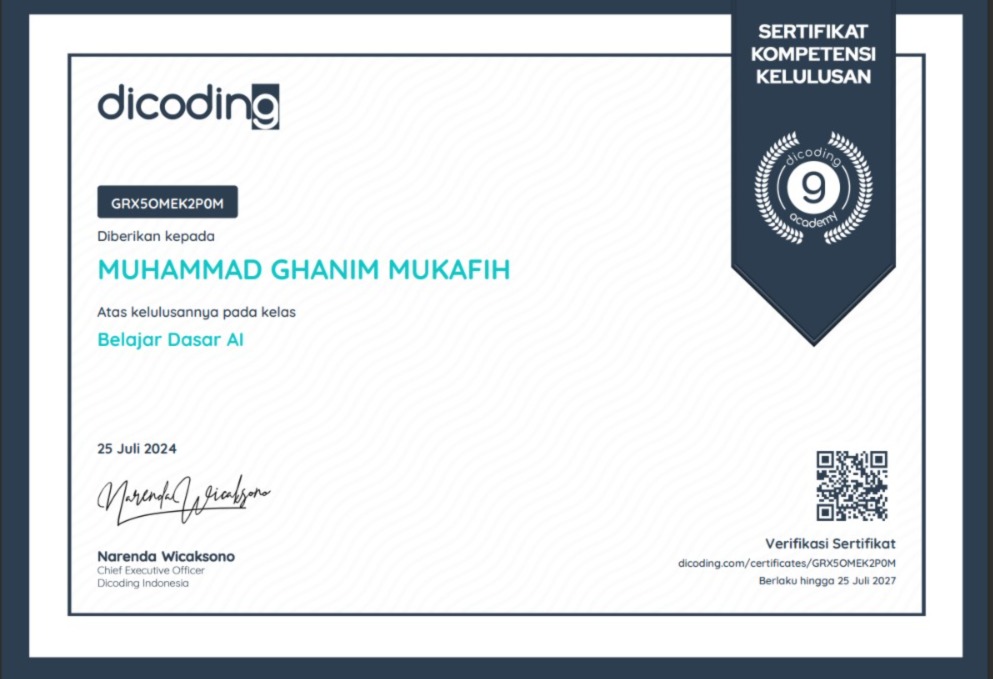 SERTIFIKAT
KOMPETENSI
KELULUSAN
dicoding
dicoding
academy
GRX5OMEK2P0M
Diberikan kepada
MUHAMMAD GHANIM MUKAFIH
Atas kelulusannya pada kelas
Belajar Dasar AI
25 Juli 2024
Narenda Wicaksono
Narenda Wicaksono
Chief Executive Officer
Dicoding Indonesia
Verifikasi Sertifikat
dicoding.com/certificates/GRX5OMEK2P0M
Berlaku hingga 25 Juli 2027